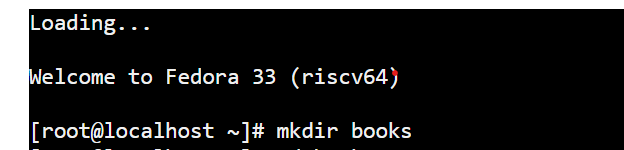 Loading...
Welcome to Fedora 33 (riscv64)
[root@localhost ~]# mkdir books